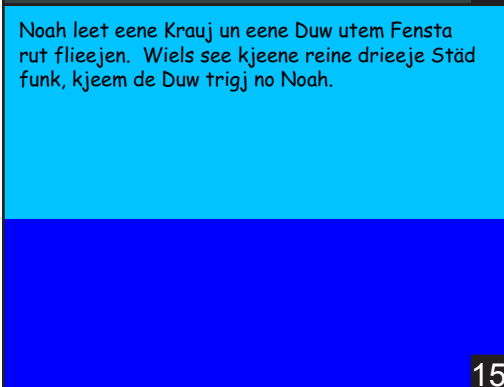 Noah leet eene Krauj un eene Duw utem Fensta
rut flieejen.  Wiels see kjeene reine drieeje Städ
funk, kjeem de Duw trigj no Noah.
15